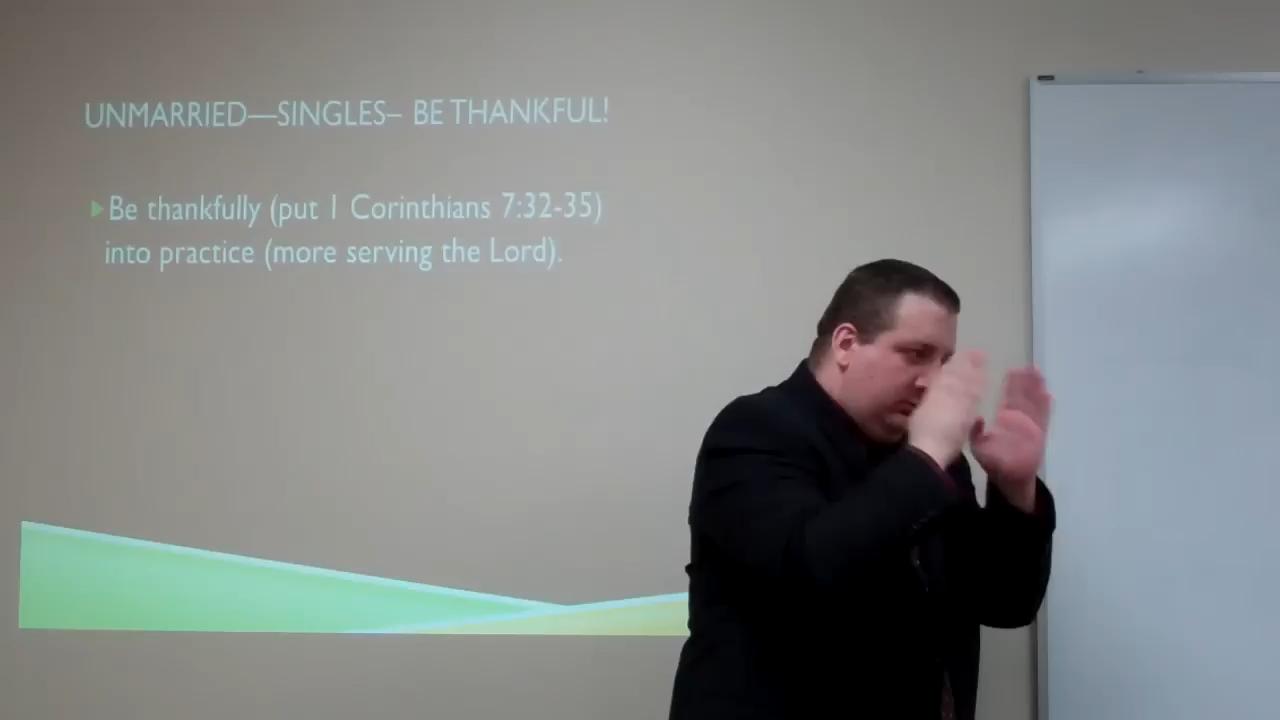 UNMARRIED—SINGLES– BE THANKFUL!
Be thankfully (put 1 Corinthians 7:32-35)
into practice (more serving the Lord).